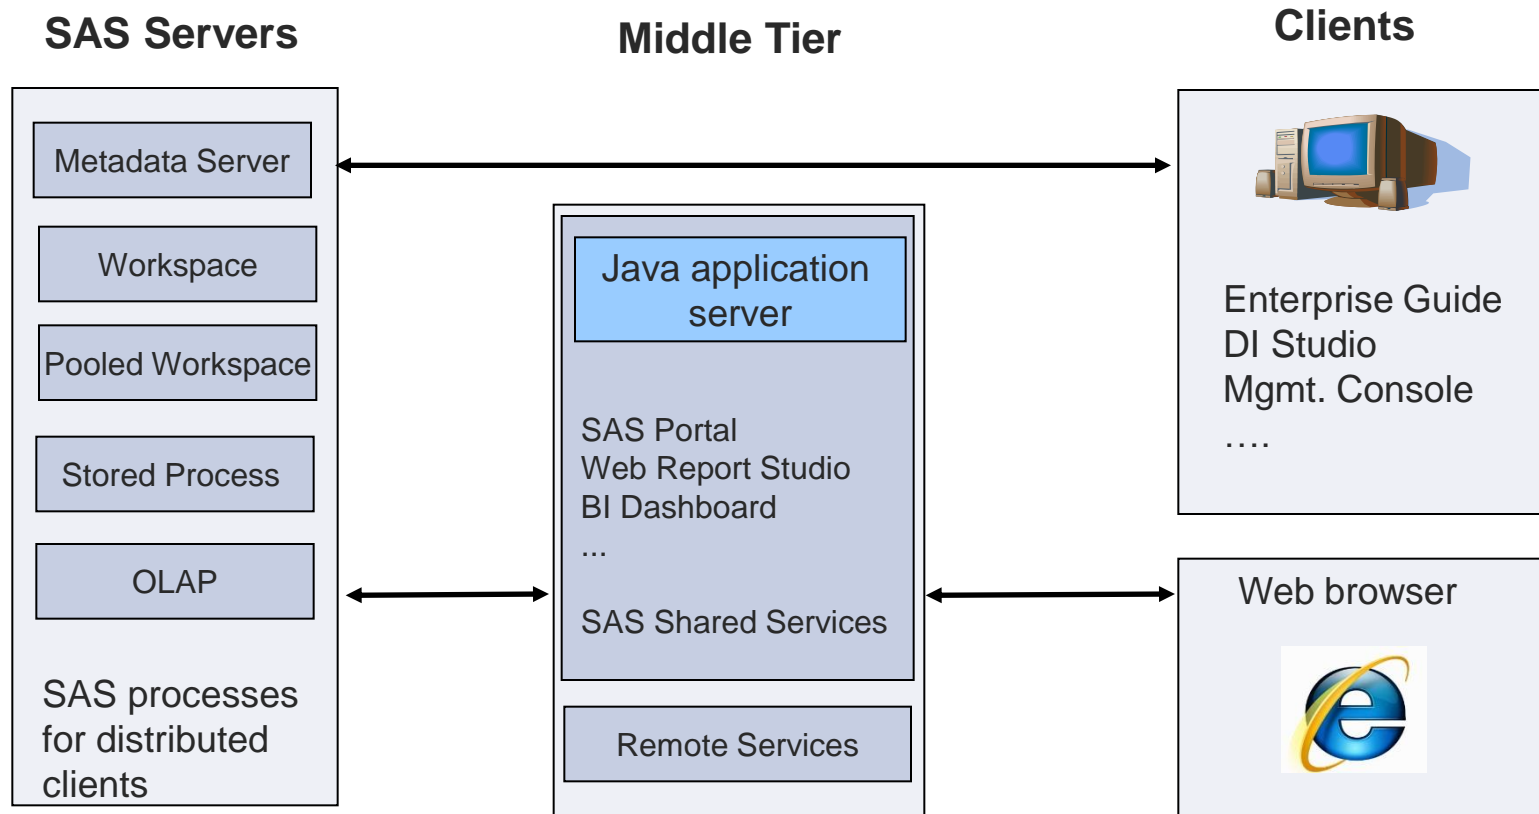 SAS Servers
Middle Tier
Clients
Metadata Server
Workspace
Pooled Workspace
Stored Process
OLAP
SAS processes
for distributed
clients
Java application
server
SAS Portal
Web Report Studio
BI Dashboard
...
SAS Shared Services
Remote Services
Enterprise Guide
DI Studio
Mgmt. Console
....
Web browser